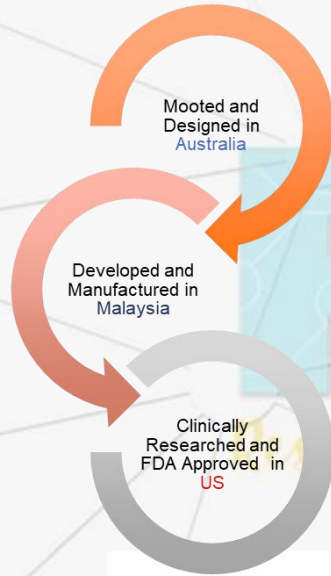 Mooted and
Designed in
Australia
Developed and
Manufactured in
Malaysia
Clinically
Researched and
FDA Approved in
US